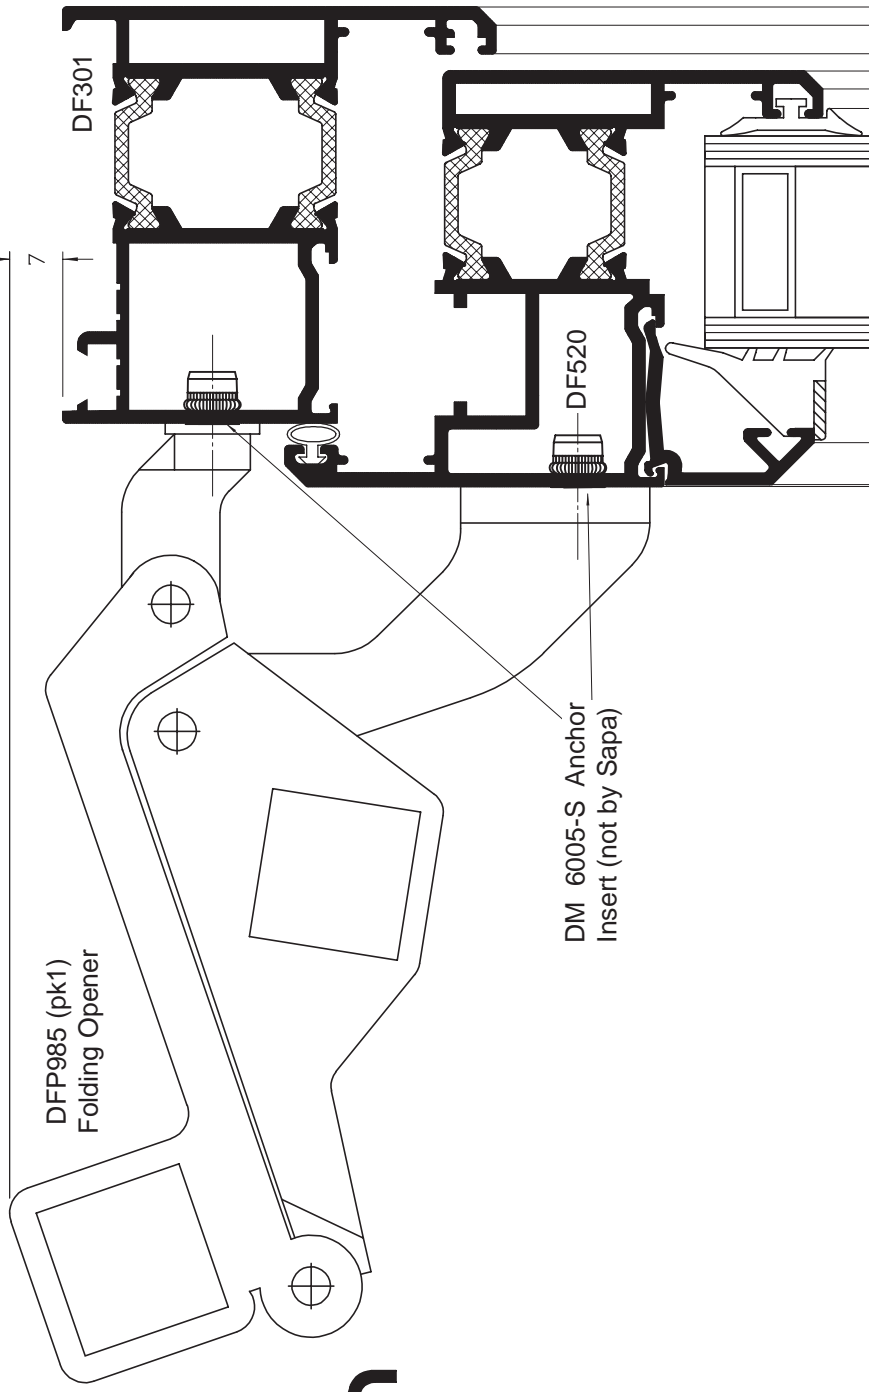 DF301
7
DF520
DM 6005-S Anchor
Insert (not by Sapa)
DFP985 (pk1)
Folding Opener